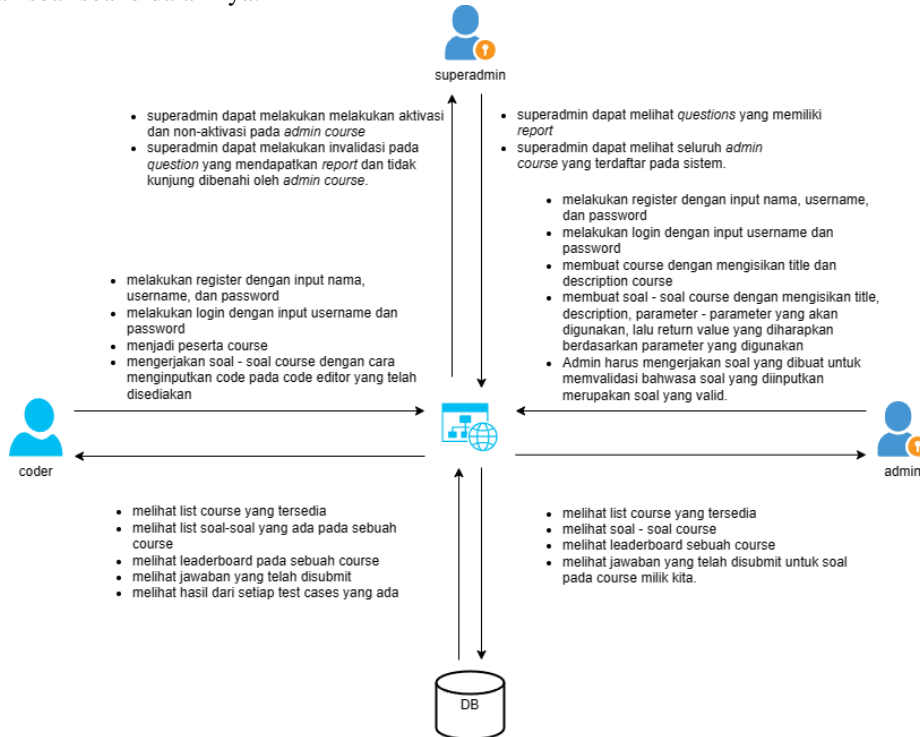 superadmin
superadmin dapat melakukan melakukan aktivasi
dan non-aktivasi pada admin course
superadmin dapat melakukan invalidasi pada
question yang mendapatkan report dan tidak
kunjung dibenahi oleh admin course.
superadmin dapat melihat questions yang memiliki
report
superadmin dapat melihat seluruh admin
course yang terdaftar pada sistem.
melakukan register dengan input nama,
username, dan password
melakukan login dengan input username dan
password
menjadi peserta course
mengerjakan soal - soal course dengan cara
menginputkan code pada code editor yang telah
disediakan
melakukan register dengan input nama, username,
dan password
melakukan login dengan input username dan
password
membuat course dengan mengisikan title dan
description course
membuat soal - soal course dengan mengisikan title,
description, parameter - parameter yang akan
digunakan, lalu return value yang diharapkan
berdasarkan parameter yang digunakan
Admin harus mengerjakan soal yang dibuat untuk
memvalidasi bahwasa soal yang diinputkan
merupakan soal yang valid.
coder
admin
melihat list course yang tersedia
melihat list soal-soal yang ada pada sebuah
course
melihat leaderboard pada sebuah course
melihat jawaban yang telah disubmit
melihat hasil dari setiap test cases yang ada
melihat list course yang tersedia
melihat soal - soal course
melihat leaderboard sebuah course
melihat jawaban yang telah disubmit untuk soal
pada course milik kita.
DB